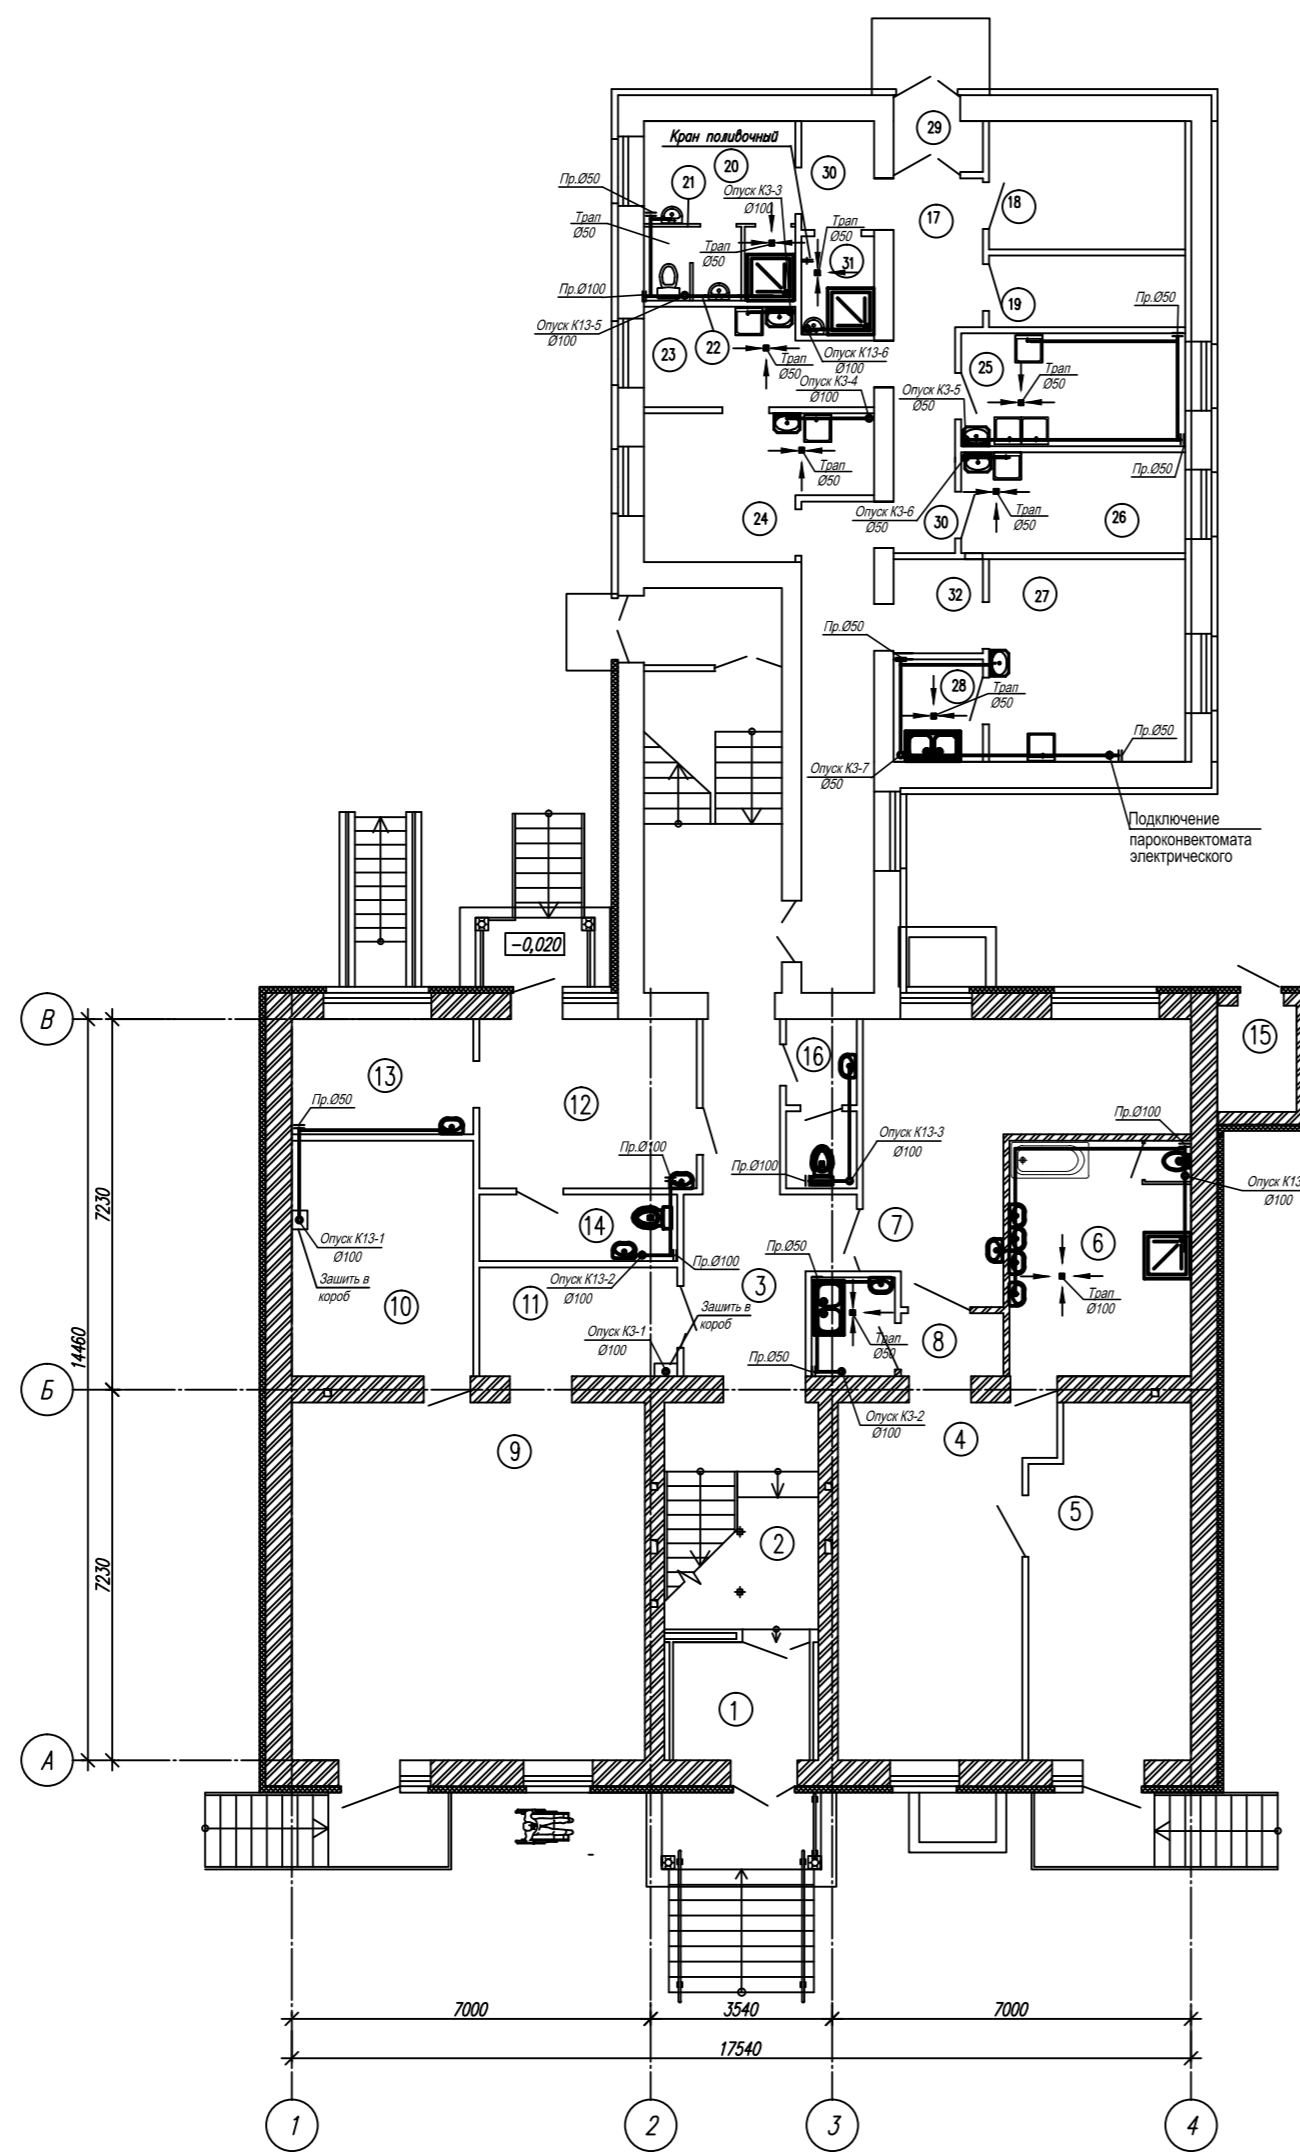 29
Кран поливочный
20
30
21
Опуск К3-3
Ø100
Пр.Ø50
18
17
Трап
Ø50
Трап
Ø50
Трап
Ø50
31
Пр.Ø100
19
Пр.Ø50
Опуск К13-5
Ø100
22
23
Трап
Ø50
Опуск К13-6
Ø100
Опуск К3-4
Ø100
25
Трап
Ø50
Опуск К3-5
Ø50
Трап
Ø50
Пр.Ø50
24
Опуск К3-6
Ø50
30
Трап
Ø50
26
32
27
Пр.Ø50
28
Трап
Ø50
Пр.Ø50
Опуск К3-7
Ø50
Подключение
пароконвектомата
электрического
-0,020
В
16
15
13
12
Пр.Ø50
Пр.Ø100
Опуск К13-3
Ø100
Пр.Ø100
Пр.Ø100
Опуск К13
Ø100
7230
14
7
6
Опуск К13-1
Ø100
Зашить в
короб
Пр.Ø100
Пр.Ø50
Опуск К13-2
Ø100
3
Трап
Ø100
10
11
Зашить в
короб
Опуск К3-1
Ø100
Трап
Ø50
8
Пр.Ø50
14460
Б
Опуск К3-2
Ø100
4
9
5
2
7230
1
А
7000
3540
7000
17540
1
2
3
4